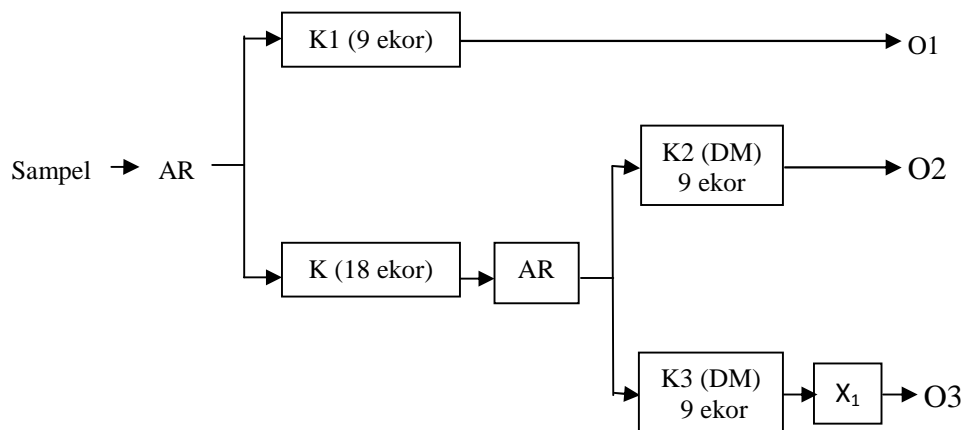 K1 (9 ekor)
O1
Sampel
AR
K2 (DM)
9 ekor
O2
K (18 ekor)
AR
K3 (DM)
9 ekor
X₁
O3